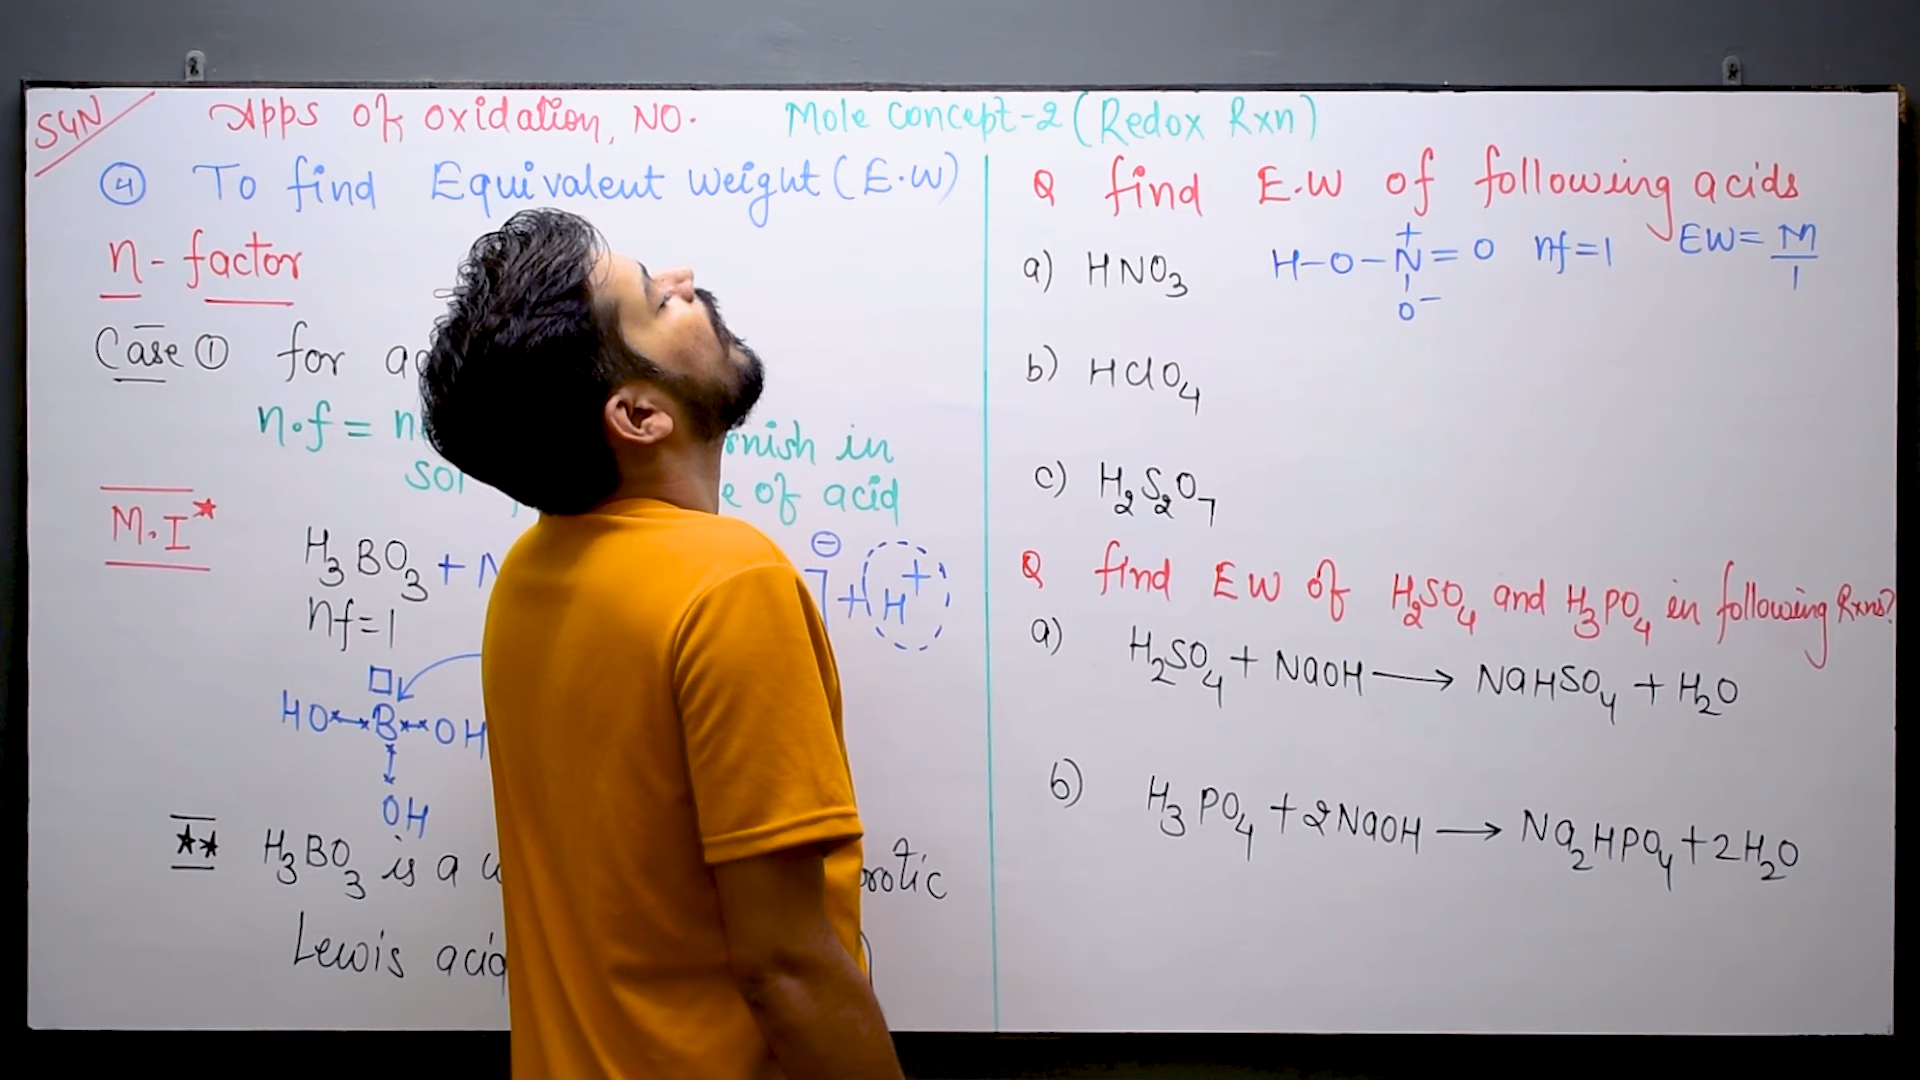 SGN
Apps of oxidation NO.
Mole concept-2 (Redox Rxn)
④ To find Equivalent weight (E.W)
n-factor
Case ① for
n.f =
rnish in
e of acid
M.I*
H₃BO₃ +
⊖
+ H⁺
nf=1
□
HO B OH
OH
** H₃BO₃ is a
rotic
Lewis acid
Q find E.W of following acids
a) HNO₃ H-O-N⁺=O nf=1 EW= M/1
O⁻
b) HClO₄
c) H₂S₂O₇
Q find EW of H₂SO₄ and H₃PO₄ in following Rxns?
a) H₂SO₄ + NaOH ⟶ NaHSO₄ + H₂O
b) H₃PO₄ + 2NaOH ⟶ Na₂HPO₄ + 2H₂O